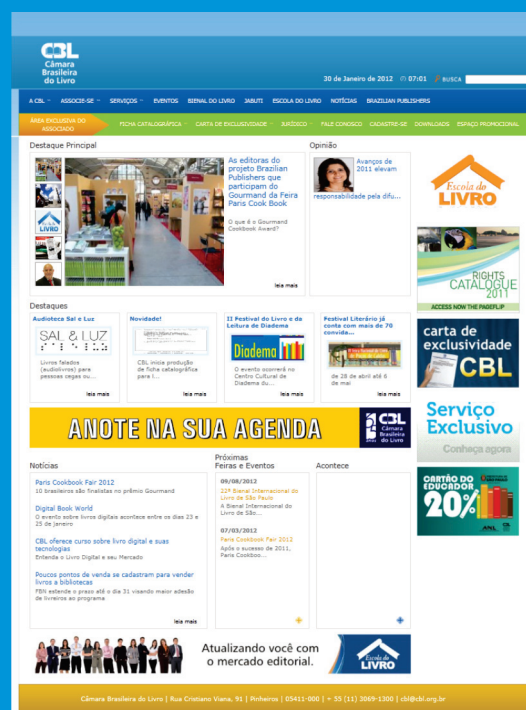 CBL
Câmara
Brasileira
do Livro
30 de Janeiro de 2012
07:01
BUSCA
A CBL
ASSOCIE-SE
SERVIÇOS
EVENTOS
BIENAL DO LIVRO
JABUTI
ESCOLA DO LIVRO
NOTÍCIAS
BRAZILIAN PUBLISHERS
ÁREA EXCLUSIVA DO
ASSOCIADO
FICHA CATALOGRÁFICA
CARTA DE EXCLUSIVIDADE
JURÍDICO
FALE CONOSCO
CADASTRE-SE
DOWNLOADS
ESPAÇO PROMOCIONAL
Destaque Principal
As editoras do
projeto Brazilian
Publishers que
participam do
Gourmand da Feira
Paris Cook Book
O que é o Gourmand
Cookbook Award?
leia mais
LIVRO
Opinião
Avanços de
2011 elevam
responsabilidade pela difu...
Escola do
LIVRO
RIGHTS
CATALOGUE
2011
ACCESS NOW THE PAGEFLIP
carta de
exclusividade
CBL
Serviço
Exclusivo
Conheça agora
CARTÃO DO
EDUCADOR
20%
ANL
CBL
Destaques
Audioteca Sal e Luz
SAL & LUZ
Livros falados
(audiolivros) para
pessoas cegas ou...
leia mais
Novidade!
CBL inicia produção
de ficha catalográfica
para l...
leia mais
II Festival do Livro e da
Leitura de Diadema
Diadema
O evento ocorrerá no
Centro Cultural de
Diadema du...
leia mais
Festival Literário já
conta com mais de 70
convida...
de 28 de abril até 6
de mai
leia mais
ANOTE NA SUA AGENDA
CBL
Câmara
Brasileira
do Livro
Notícias
Paris Cookbook Fair 2012
10 brasileiros são finalistas no prêmio Gourmand
Digital Book World
O evento sobre livros digitais acontece entre os dias 23 e
25 de janeiro
CBL oferece curso sobre livro digital e suas
tecnologias
Entenda o Livro Digital e seu Mercado
Poucos pontos de venda se cadastram para vender
livros a bibliotecas
FBN estende o prazo até o dia 31 visando maior adesão
de livreiros ao programa
leia mais
Próximas
Feiras e Eventos
09/08/2012
22ª Bienal Internacional do
Livro de São Paulo
A Bienal Internacional do
Livro de São...
07/03/2012
Paris Cookbook Fair 2012
Após o sucesso de 2011,
Paris Cookboo...
Acontece
Atualizando você com
o mercado editorial.
Escola do
LIVRO
Câmara Brasileira do Livro | Rua Cristiano Viana, 91 | Pinheiros | 05411-000 | + 55 (11) 3069-1300 | cbl@cbl.org.br